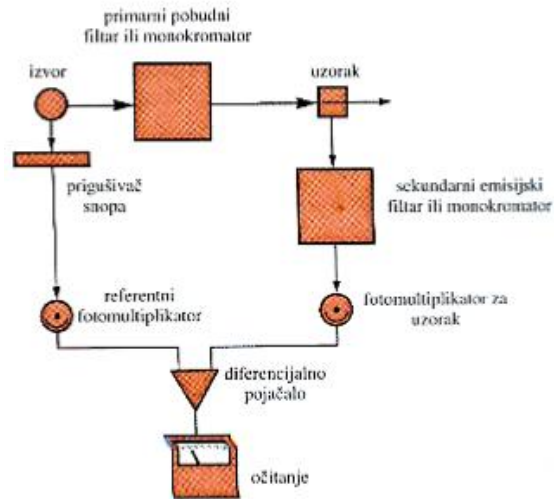 primarni pobudni
filtar ili monokromator
izvor
uzorak
prigušivač
snopa
sekundarni emisijski
filtar ili monokromator
referentni
fotomultiplikator
fotomultiplikator za
uzorak
diferencijalno
pojačalo
očitanje